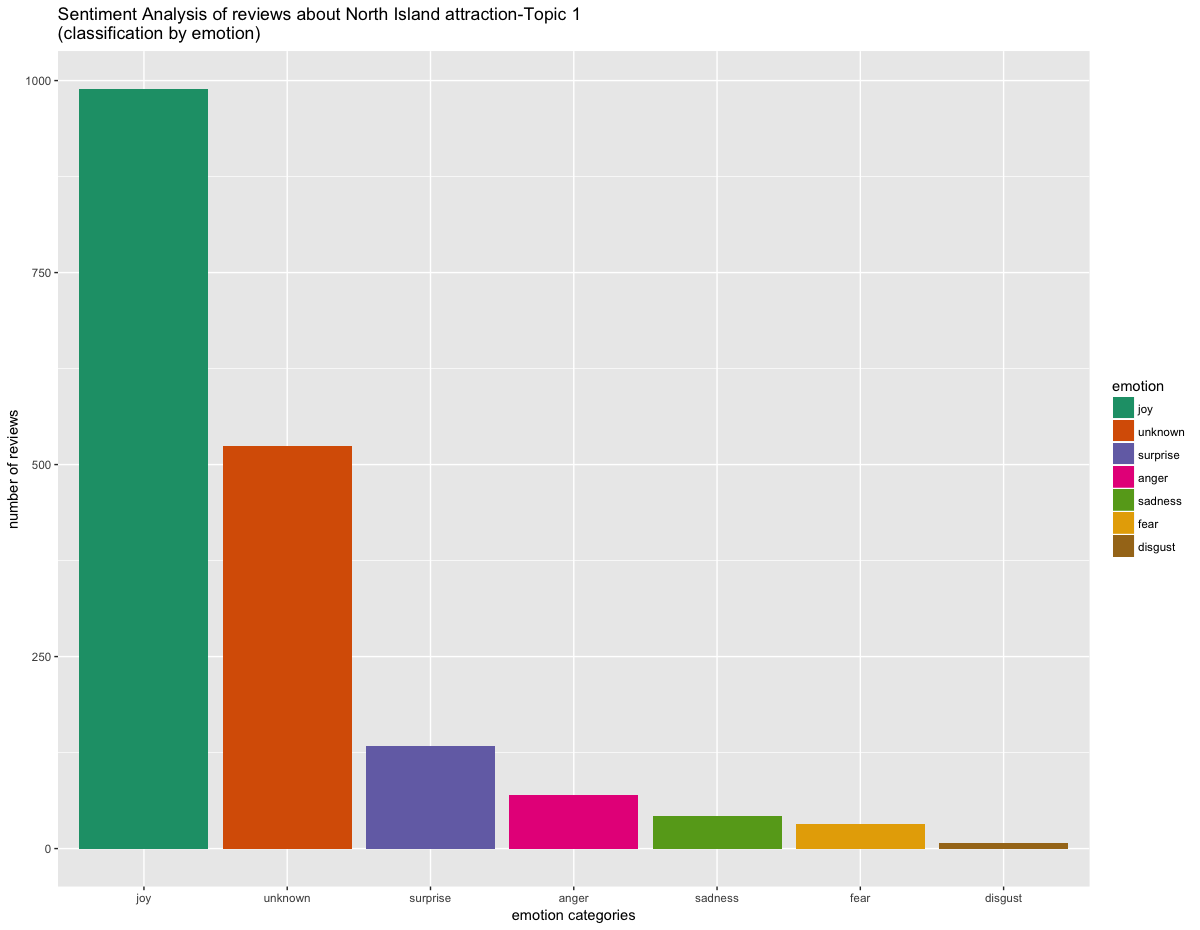 Sentiment Analysis of reviews about North Island attraction-Topic 1
(classification by emotion)
number of reviews
1000
750
500
250
0
joy
unknown
surprise
anger
sadness
fear
disgust
emotion categories
emotion
joy
unknown
surprise
anger
sadness
fear
disgust